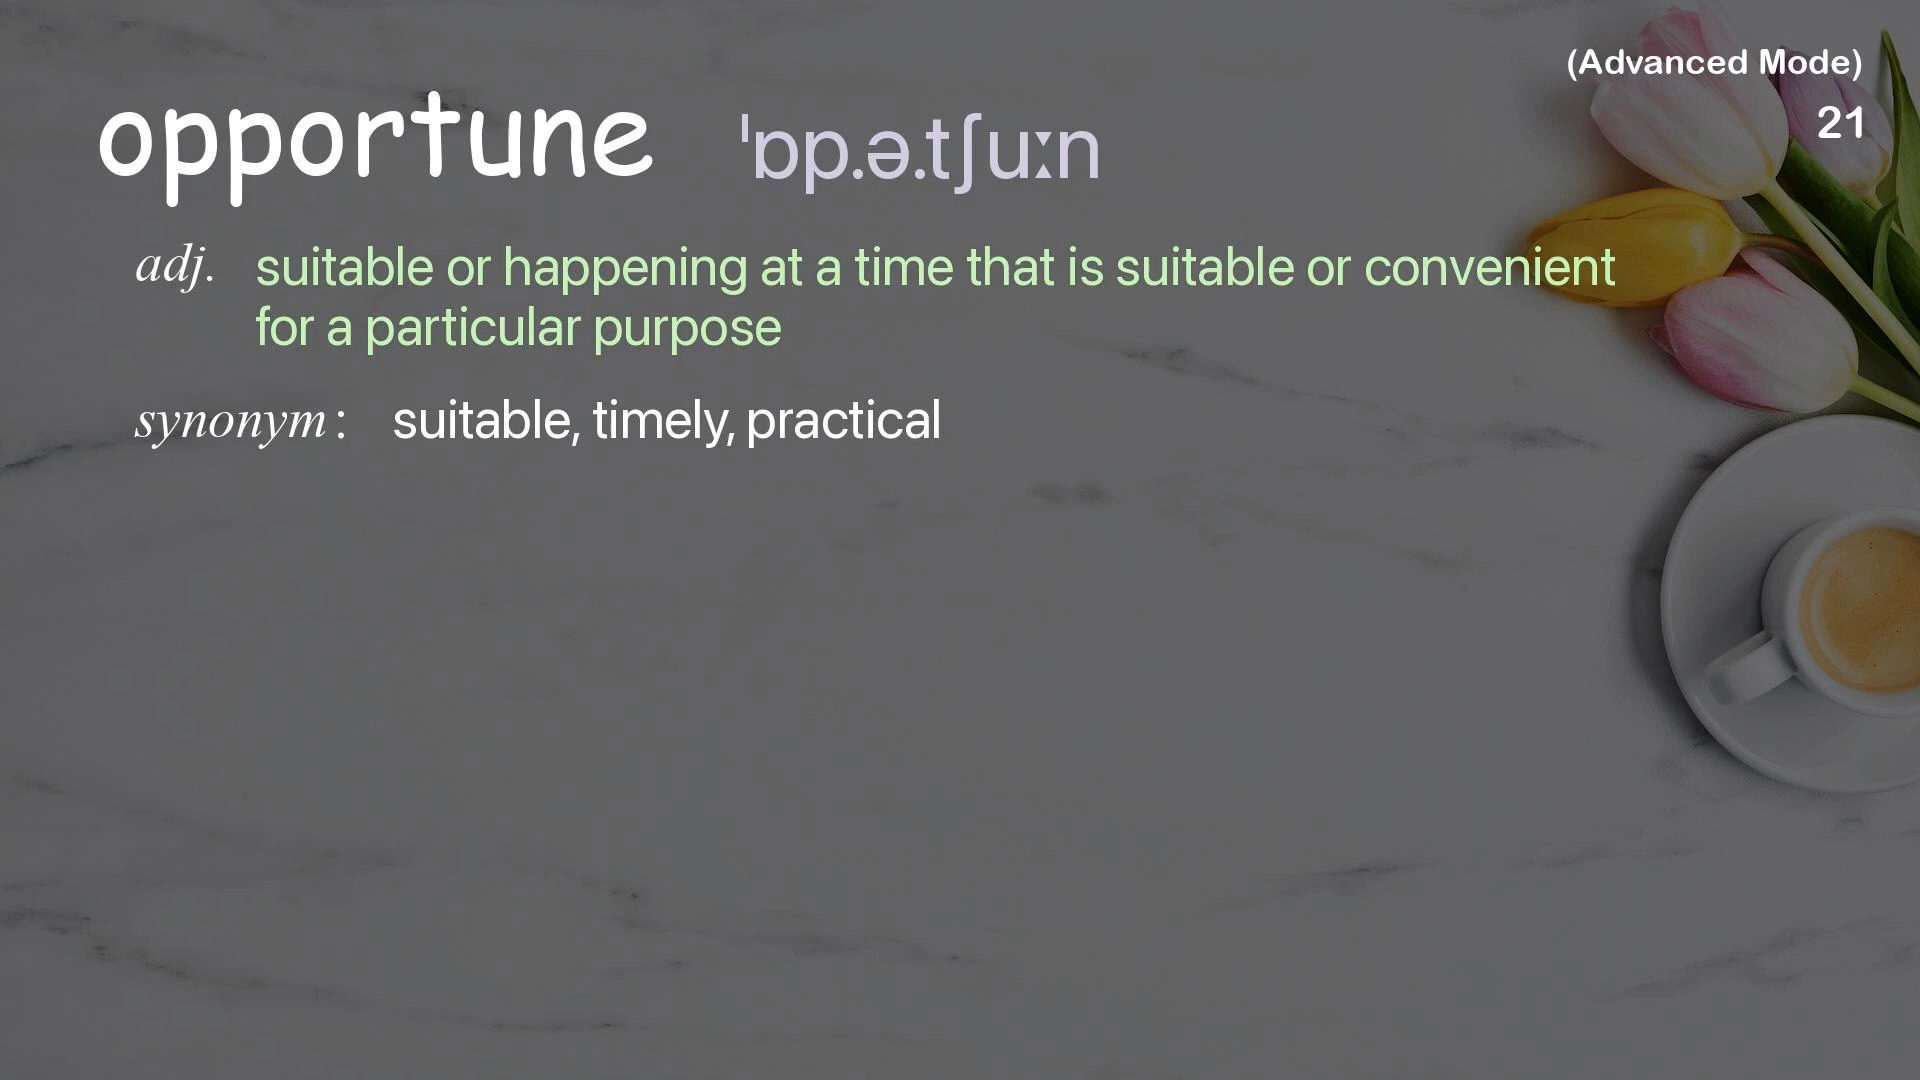 (Advanced Mode)
21
opportune ˈɒp.ə.tʃuːn
adj. suitable or happening at a time that is suitable or convenient
for a particular purpose
synonym: suitable, timely, practical